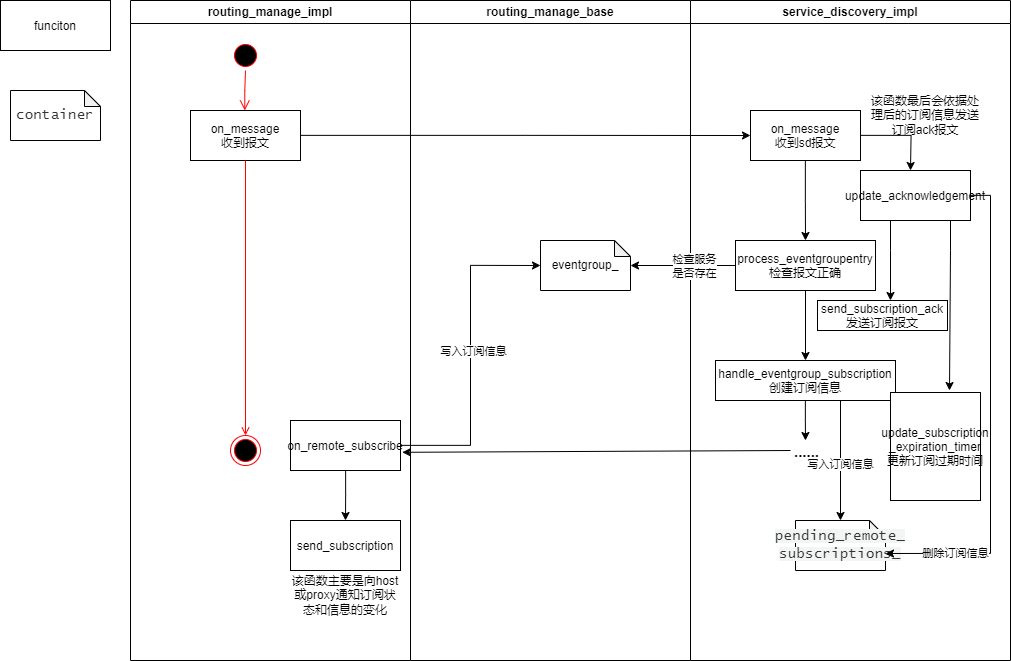 funciton
container
routing_manage_impl
routing_manage_base
service_discovery_impl
on_message
收到报文
on_message
收到sd报文
该函数最后会依据处
理后的订阅信息发送
订阅ack报文
update_acknowledgement
eventgroup_
检查服务
是否存在
process_eventgroupentry
检查报文正确
send_subscription_ack
发送订阅报文
写入订阅信息
handle_eventgroup_subscription
创建订阅信息
on_remote_subscribe
......
写入订阅信息
update_subscription
_expiration_timer
更新订阅过期时间
send_subscription
该函数主要是向host
或proxy通知订阅状
态和信息的变化
pending_remote_
subscriptions_
删除订阅信息